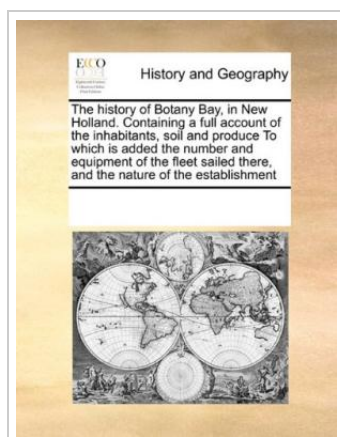 ECCO
History and Geography
The history of Botany Bay, in New
Holland. Containing a full account of
the inhabitants, soil and produce To
which is added the number and
equipment of the fleet sailed there,
and the nature of the establishment